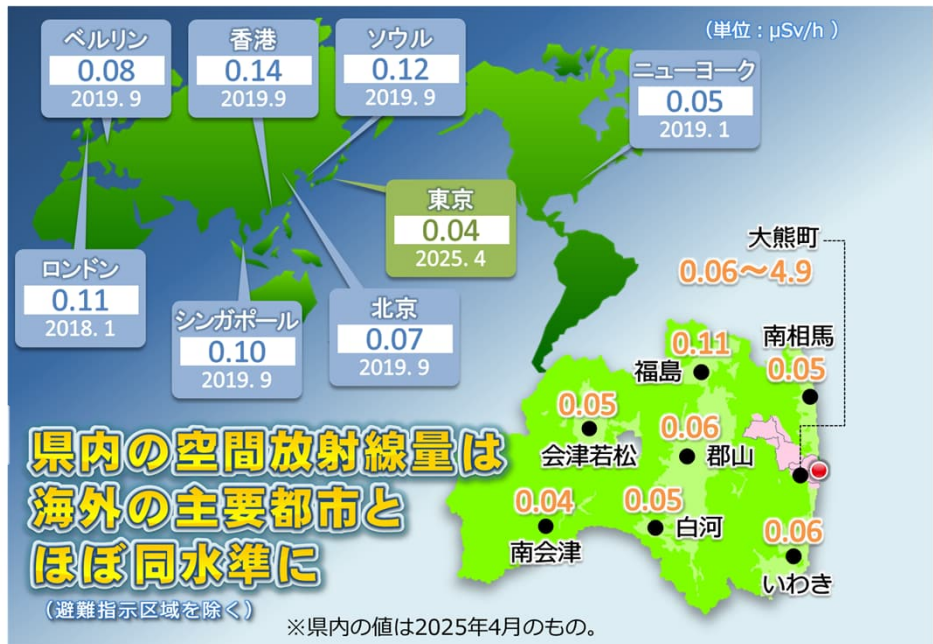 (単位:μSv/h )
ベルリン
0.08
2019. 9
香港
0.14
2019.9
ソウル
0.12
2019. 9
ニューヨーク
0.05
2019. 1
東京
0.04
2025. 4
ロンドン
0.11
2018. 1
シンガポール
0.10
2019. 9
北京
0.07
2019. 9
大熊町
0.06～4.9
南相馬
0.05
0.11
福島
0.05
会津若松
0.06
郡山
0.04
南会津
0.05
白河
0.06
いわき
県内の空間放射線量は
海外の主要都市と
ほぼ同水準に
(避難指示区域を除く)
※県内の値は2025年4月のもの。